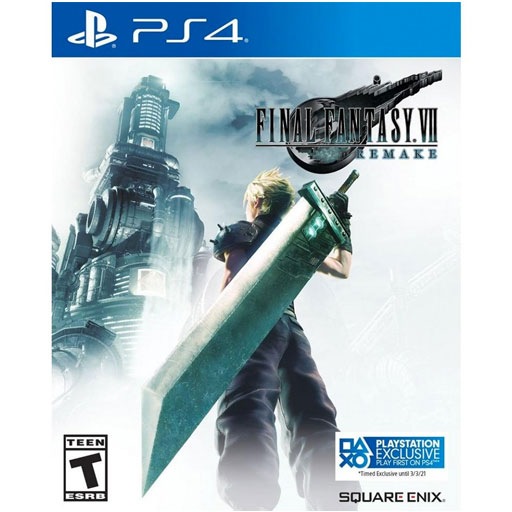 PS4
FINAL FANTASY. VII
REMAKE
TEEN
T
ESRB
PLAYSTATION
EXCLUSIVE
PLAY FIRST ON PS4™
*Timed Exclusive until 3/3/21
SQUARE ENIX.